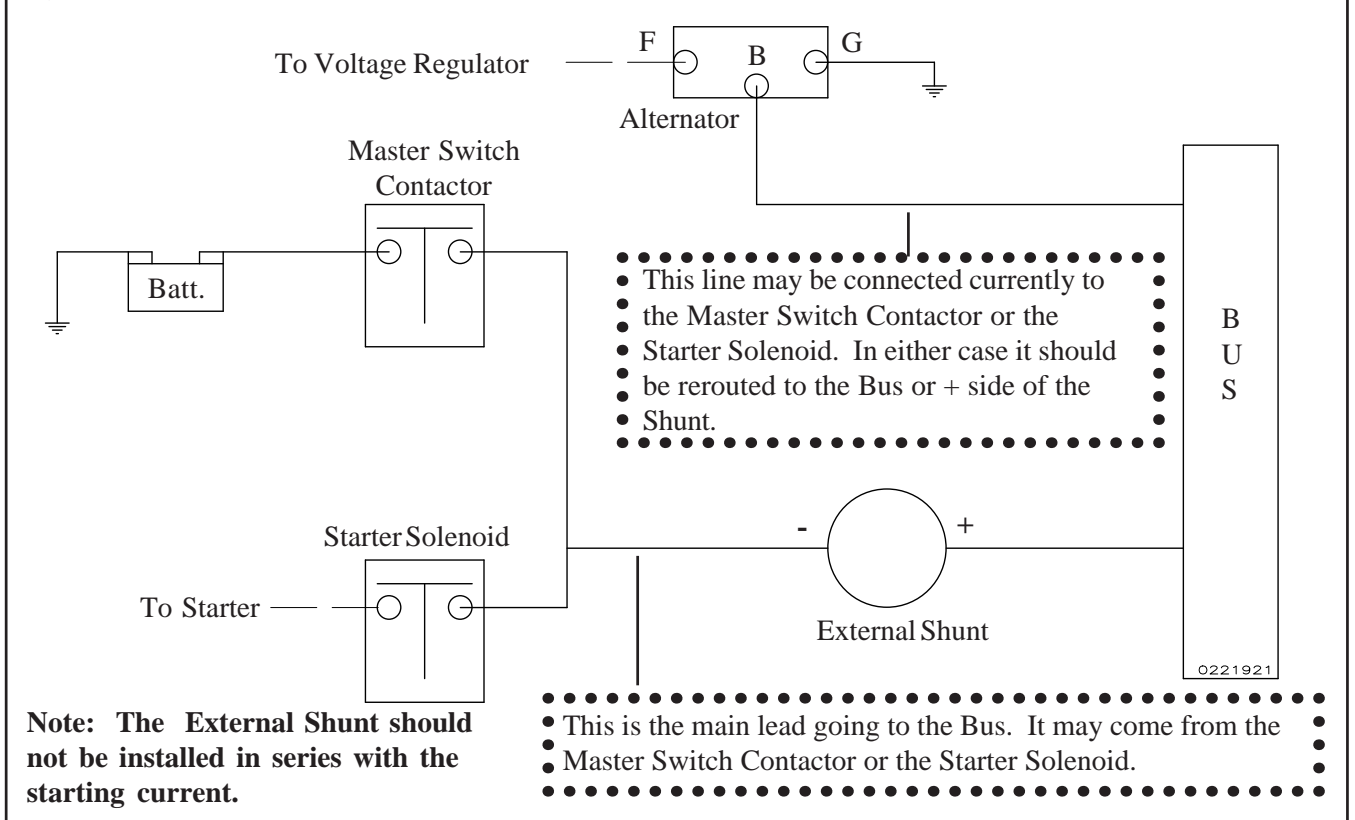 F
B
G
To Voltage Regulator
Alternator
Master Switch
Contactor
Batt.
This line may be connected currently to
the Master Switch Contactor or the
Starter Solenoid. In either case it should
be rerouted to the Bus or + side of the
Shunt.
B
U
S
Starter Solenoid
-
+
To Starter
External Shunt
0221921
Note: The External Shunt should
not be installed in series with the
starting current.
This is the main lead going to the Bus. It may come from the
Master Switch Contactor or the Starter Solenoid.